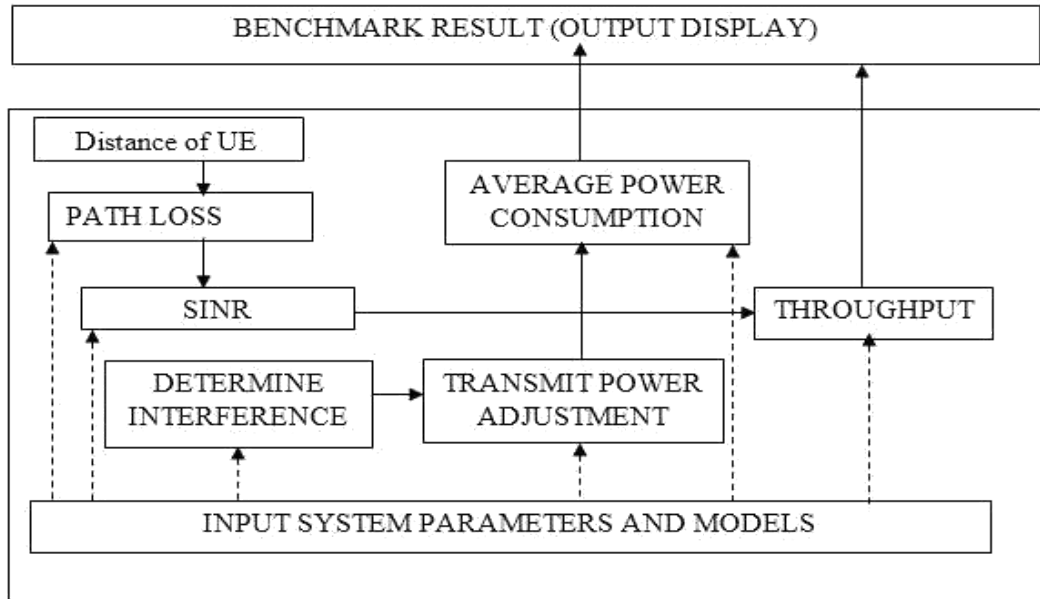 BENCHMARK RESULT (OUTPUT DISPLAY)
Distance of UE
PATH LOSS
SINR
AVERAGE POWER
CONSUMPTION
THROUGHPUT
DETERMINE
INTERFERENCE
TRANSMIT POWER
ADJUSTMENT
INPUT SYSTEM PARAMETERS AND MODELS